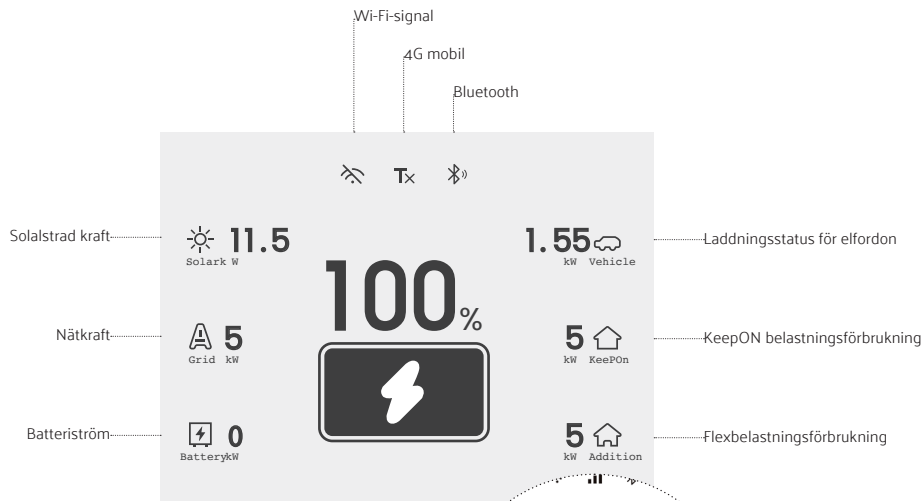 Wi-Fi-signal
4G mobil
Bluetooth
Tx
Solalstrad kraft
11.5
Solark W
1.55
kW Vehicle
Laddningsstatus för elfordon
100%
Nätkraft
5
Grid kW
5
kW KeePOn
KeepON belastningsförbrukning
Batteriström
0
BatterykW
5
kW Addition
Flexbelastningsförbrukning